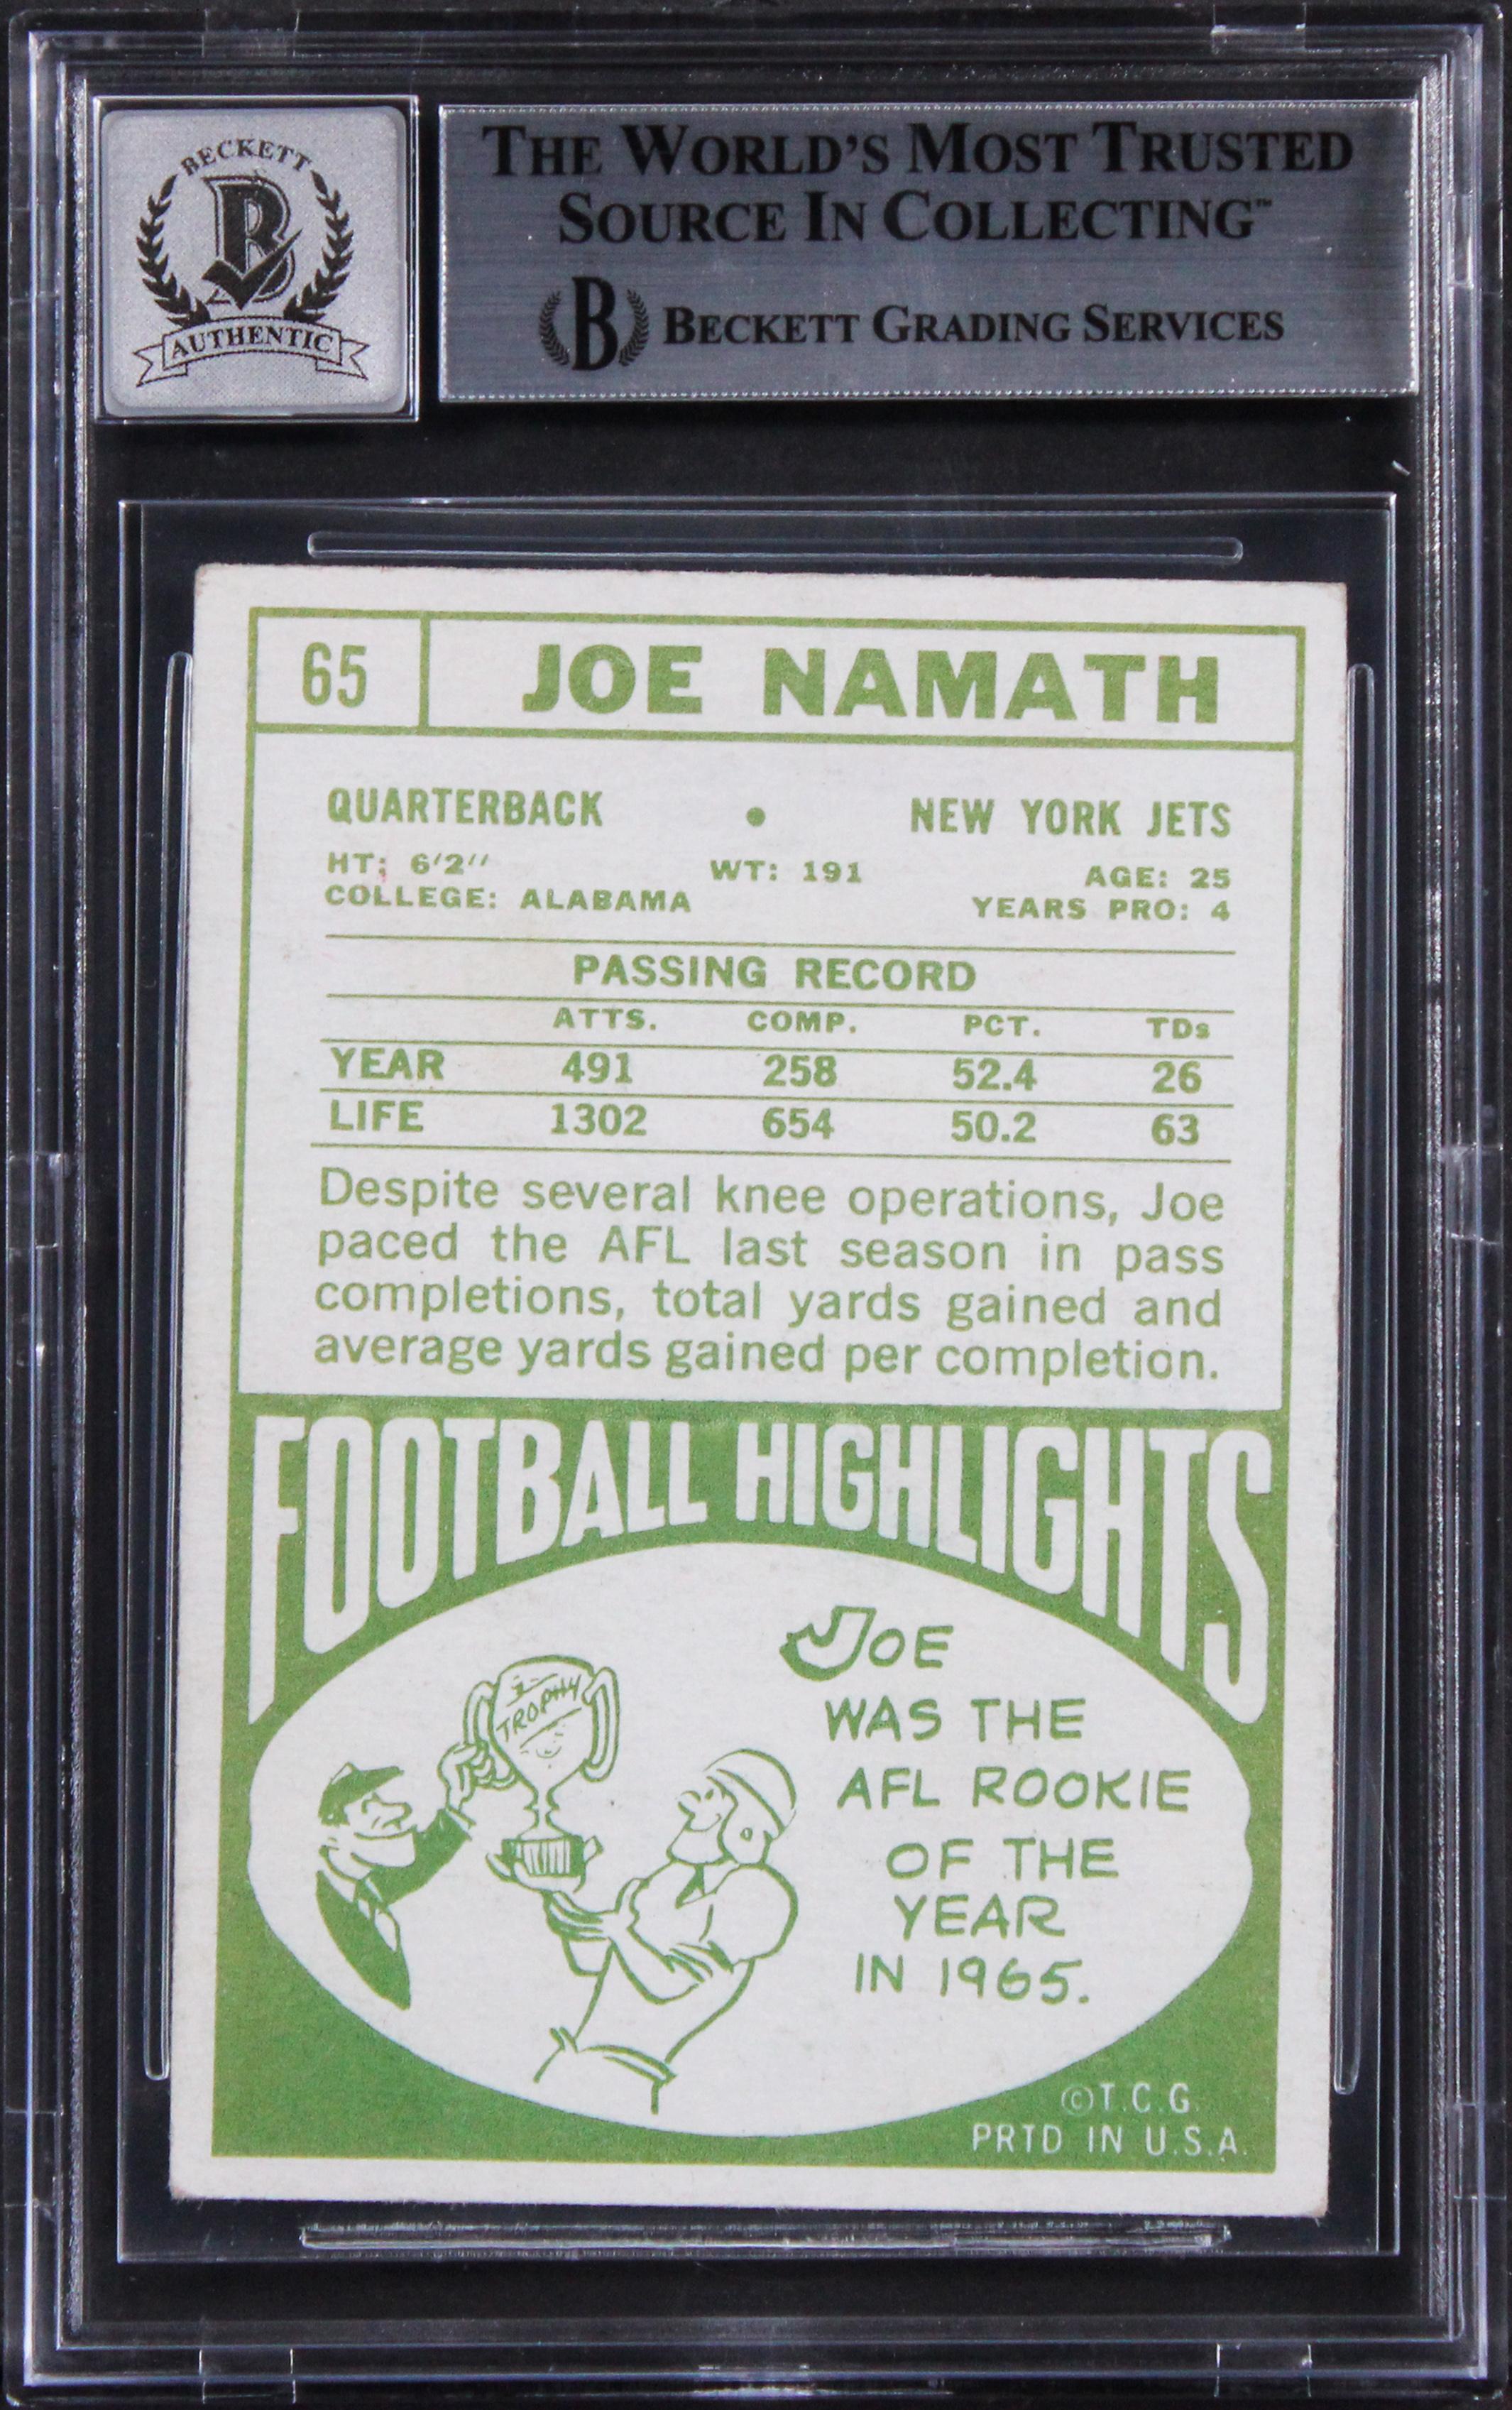 BECKETT
B
AUTHENTIC
THE WORLD'S MOST TRUSTED
SOURCE IN COLLECTING™
B BECKETT GRADING SERVICES
65 JOE NAMATH
QUARTERBACK • NEW YORK JETS
HT: 6'2" WT: 191 AGE: 25
COLLEGE: ALABAMA YEARS PRO: 4
PASSING RECORD
ATTS. COMP. PCT. TDs
YEAR 491 258 52.4 26
LIFE 1302 654 50.2 63
Despite several knee operations, Joe
paced the AFL last season in pass
completions, total yards gained and
average yards gained per completion.
FOOTBALL HIGHLIGHTS
TROPHY
JOE
WAS THE
AFL ROOKIE
OF THE
YEAR
IN 1965.
©T.C.G.
PRTD IN U.S.A.